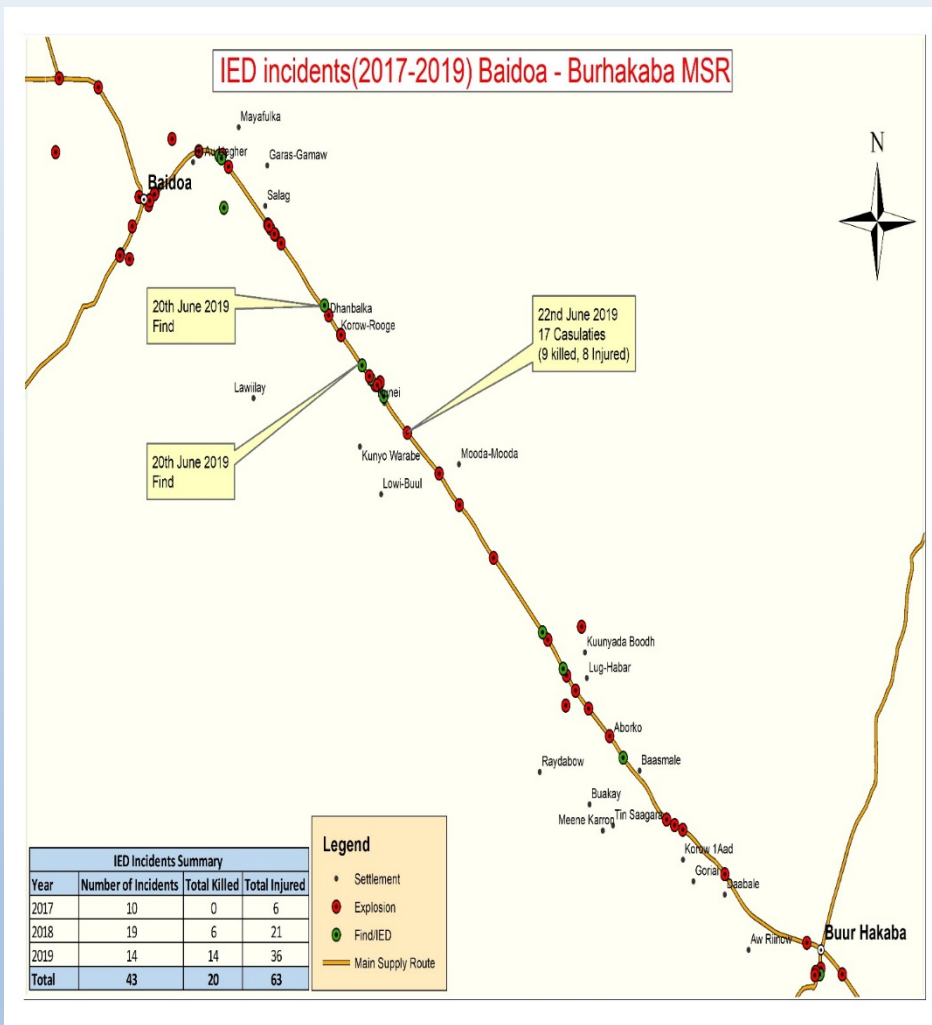 IED incidents(2017-2019) Baidoa - Burhakaba MSR
Mayafulka
N
Garas-Gamaw
Baidoa
Salag
20th June 2019
Find
Dhanbalka
Korow-Rooge
22nd June 2019
17 Casulaties
(9 killed, 8 Injured)
Lawiilay
20th June 2019
Find
Kunyo Warabe
Mooda-Mooda
Lowi-Buul
Kuunyada Boodh
Lug-Habar
Aborko
Raydabow
Baasmale
Buakay
Meene Karroo
Tin Saagara
Korow 1Aad
Goriar
Daabale
Aw Riinow
Buur Hakaba
IED Incidents Summary
Year Number of Incidents Total Killed Total Injured
2017 10 0 6
2018 19 6 21
2019 14 14 36
Total 43 20 63
Legend
Settlement
Explosion
Find/IED
Main Supply Route